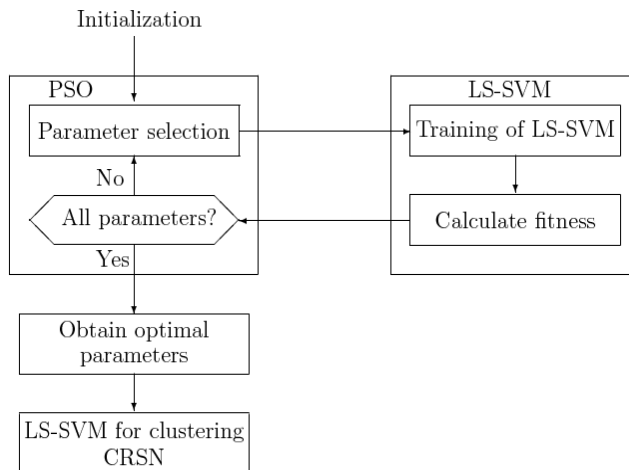 Initialization
PSO
LS-SVM
Parameter selection
Training of LS-SVM
No
All parameters?
Calculate fitness
Yes
Obtain optimal
parameters
LS-SVM for clustering
CRSN